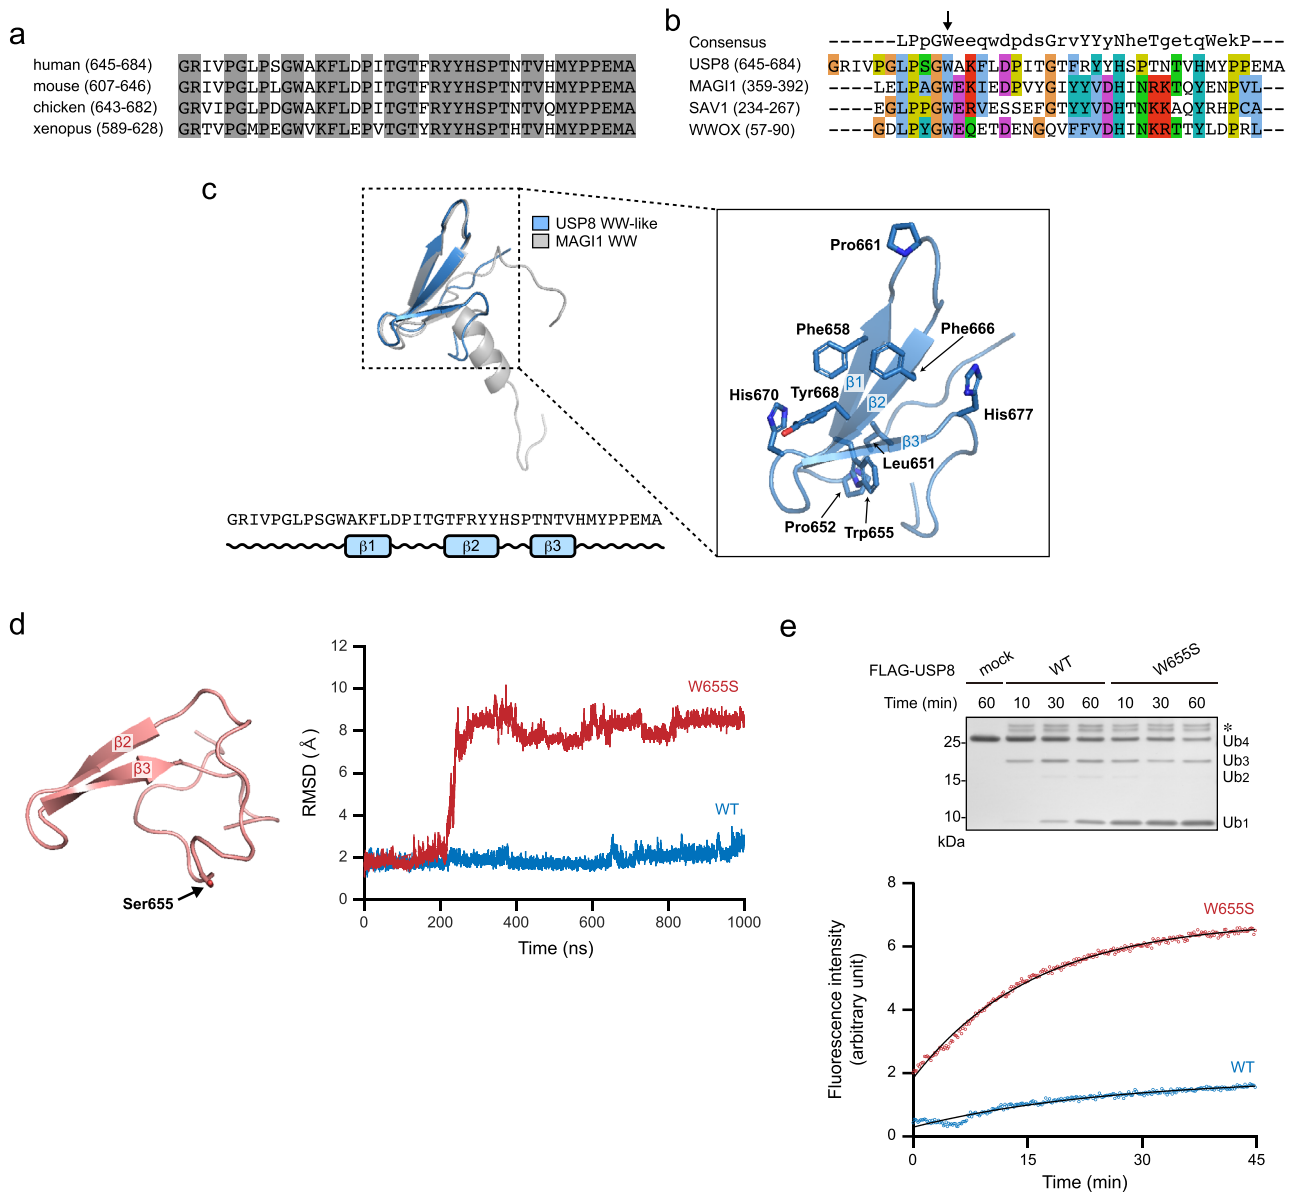 a
human (645-684) GRIVPGLPSGWAKFLDPITGTFRYYHSPTNTVHMYPPEMA
mouse (607-646) GRIVPGLPSGWAKFLDPITGTFRYYHSPTNTVHMYPPEMA
chicken (643-682) GRVIPGLPDGWAKFLDPITGTFRYYHSPTNTVQMYPPEMA
xenopus (589-628) GRTVPGMPEGWVKFLEPVTGTYRYYHSPTHTVHMYPPEMA
b
Consensus ------LPpGWeeqwdpdsGrvYYyNheTgetqWekP-----
USP8 (645-684) GRIVPGLPSGWAKFLDPITGTFRYYHSPTNTVHMYPPEMA
MAGI1 (359-392) ----LELPAGWEKIEDPVYGIYYVDHINRKTQYENPVL--
SAV1 (234-267) ----EGLPPGWERVESSEFGTYYVDHTNKKAQYRHPCA--
WWOX (57-90) ----GDLPYGWEQETDENGQVFFVDHINKRTTYLDPRL---
c
USP8 WW-like
MAGI1 WW
Pro661
Phe658
Phe666
β1
Tyr668
His670
β2
His677
β3
Leu651
Pro652
Trp655
GRIVPGLPSGWAKFLDPITGTFRYYHSPTNTVHMYPPEMA
β1 β2 β3
d
β2
β3
Ser655
RMSD (Å)
12
10
8
6
4
2
0
W655S
WT
0 200 400 600 800 1000
Time (ns)
e
FLAG-USP8 mock WT W655S
Time (min) 60 10 30 60 10 30 60
*
25
Ub4
Ub3
15
Ub2
10
Ub1
kDa
Fluorescence intensity
(arbitrary unit)
8
6
4
2
0
W655S
WT
0 15 30 45
Time (min)